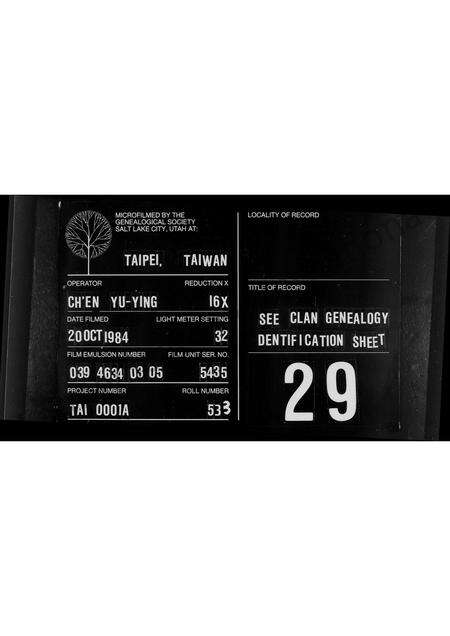 MICROFILMED BY THE
GENEALOGICAL SOCIETY
SALT LAKE CITY, UTAH AT:
TAIPEI, TAIWAN
OPERATOR REDUCTION X
CH'EN YU-YING 16X
DATE FILMED LIGHT METER SETTING
20 OCT 1984 32
FILM EMULSION NUMBER FILM UNIT SER. NO.
039 4634 03 05 5435
PROJECT NUMBER ROLL NUMBER
TAI 0001A 533
LOCALITY OF RECORD
TITLE OF RECORD
SEE CLAN GENEALOGY
DENTIFICATION SHEET
29